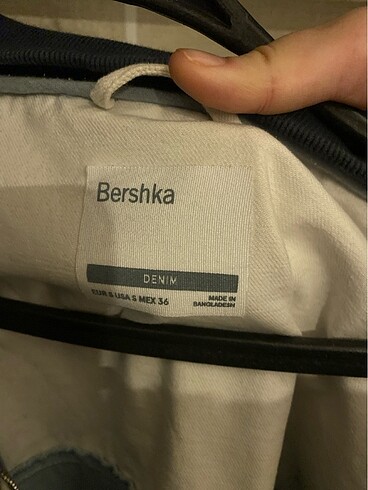 Bershka
DENIM
EUR S USA S MEX 36
MADE IN
BANGLADESH